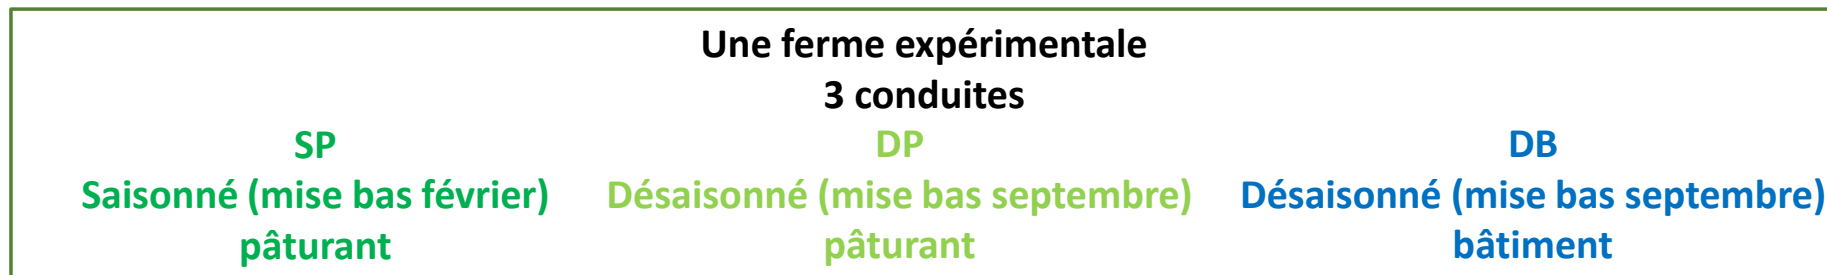 Une ferme expérimentale
3 conduites
SP
Saisonné (mise bas février)
pâturant
DP
Désaisonné (mise bas septembre)
pâturant
DB
Désaisonné (mise bas septembre)
bâtiment